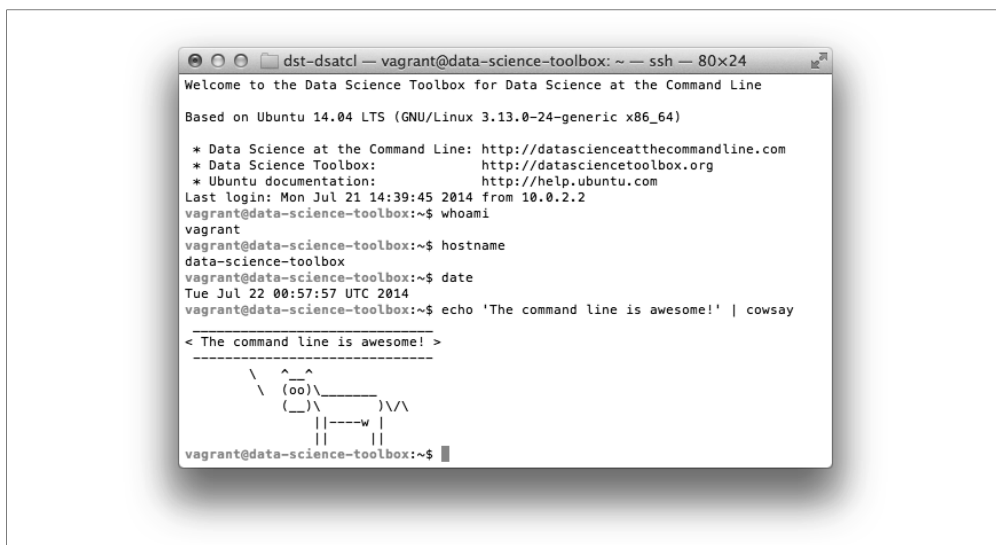 dst-dsatcl — vagrant@data-science-toolbox: ~ — ssh — 80×24
Welcome to the Data Science Toolbox for Data Science at the Command Line
Based on Ubuntu 14.04 LTS (GNU/Linux 3.13.0-24-generic x86_64)
 * Data Science at the Command Line: http://datascienceatthecommandline.com
 * Data Science Toolbox:             http://datasciencetoolbox.org
 * Ubuntu documentation:             http://help.ubuntu.com
Last login: Mon Jul 21 14:39:45 2014 from 10.0.2.2
vagrant@data-science-toolbox:~$ whoami
vagrant
vagrant@data-science-toolbox:~$ hostname
data-science-toolbox
vagrant@data-science-toolbox:~$ date
Tue Jul 22 00:57:57 UTC 2014
vagrant@data-science-toolbox:~$ echo 'The command line is awesome!' | cowsay
 ______________________________
< The command line is awesome! >
 ------------------------------
        \   ^__^
         \  (oo)\_______
            (__)\       )\/\
                ||----w |
                ||     ||
vagrant@data-science-toolbox:~$